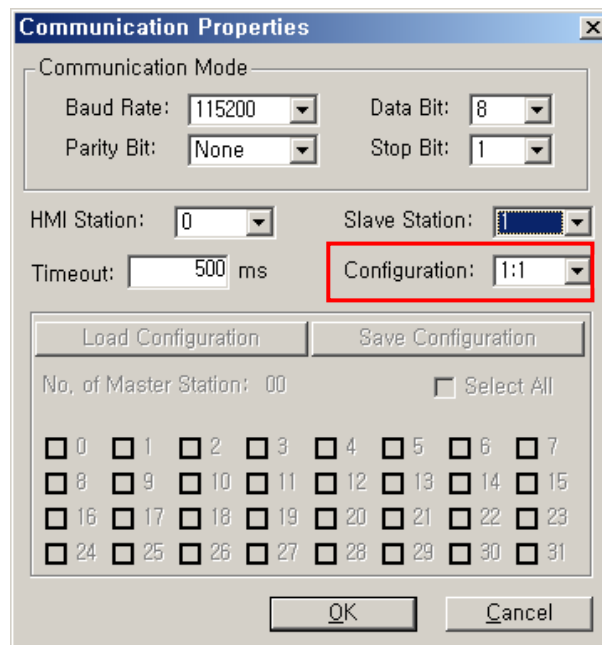 Communication Properties
Communication Mode
Baud Rate: 115200 Data Bit: 8
Parity Bit: None Stop Bit: 1
HMI Station: 0 Slave Station: 1
Timeout: 500 ms Configuration: 1:1
Load Configuration Save Configuration
No, of Master Station: 00 Select All
0 1 2 3 4 5 6 7
8 9 10 11 12 13 14 15
16 17 18 19 20 21 22 23
24 25 26 27 28 29 30 31
OK Cancel